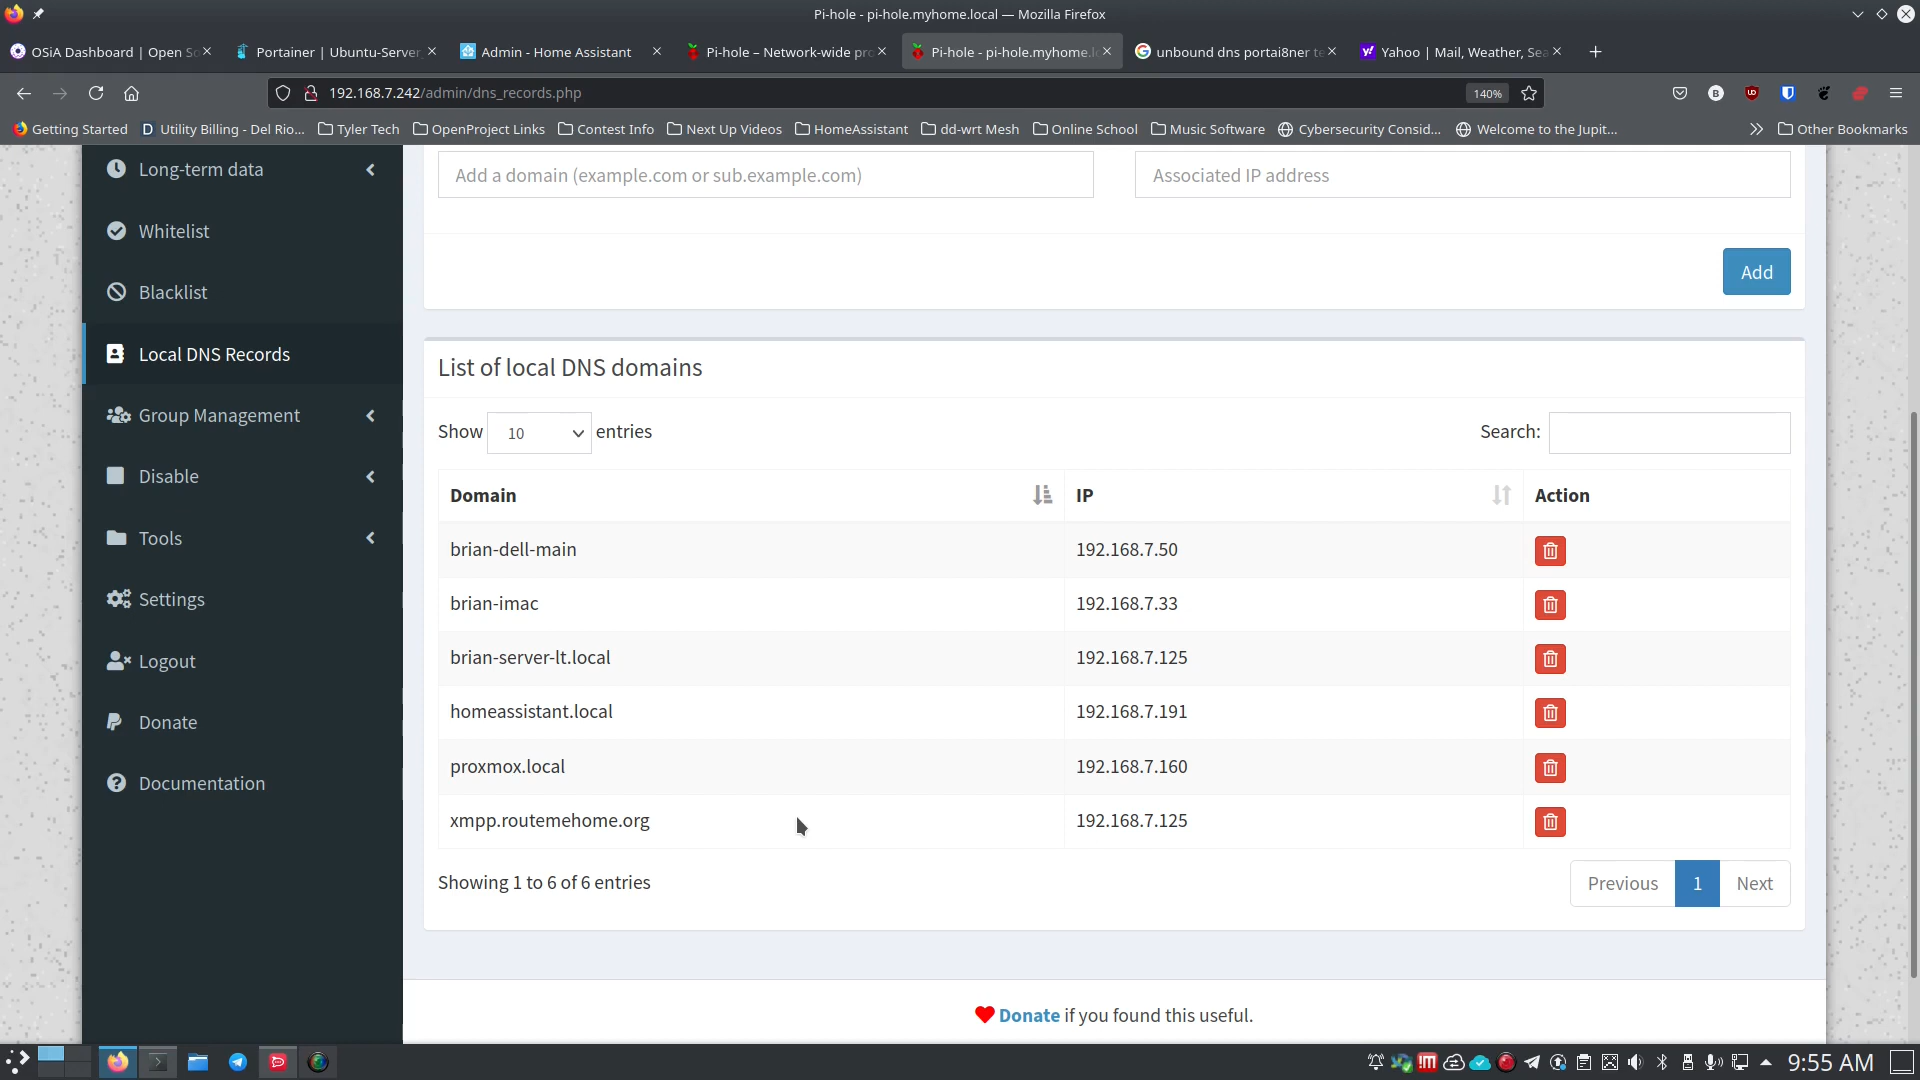 Pi-hole - pi-hole.myhome.local — Mozilla Firefox
OSiA Dashboard | Open S
Portainer | Ubuntu-Server
Admin - Home Assistant
Pi-hole – Network-wide pro
Pi-hole - pi-hole.myhome.l
unbound dns portai8ner te
Yahoo | Mail, Weather, Sea
192.168.7.242/admin/dns_records.php
140%
Getting Started
Utility Billing - Del Rio...
Tyler Tech
OpenProject Links
Contest Info
Next Up Videos
HomeAssistant
dd-wrt Mesh
Online School
Music Software
Cybersecurity Consid...
Welcome to the Jupit...
Other Bookmarks
Long-term data
Whitelist
Blacklist
Local DNS Records
Group Management
Disable
Tools
Settings
Logout
Donate
Documentation
Add a domain (example.com or sub.example.com)
Associated IP address
Add
List of local DNS domains
Show 10 entries
Search:
Domain IP Action
brian-dell-main 192.168.7.50
brian-imac 192.168.7.33
brian-server-lt.local 192.168.7.125
homeassistant.local 192.168.7.191
proxmox.local 192.168.7.160
xmpp.routemehome.org 192.168.7.125
Showing 1 to 6 of 6 entries
Previous 1 Next
Donate if you found this useful.
9:55 AM